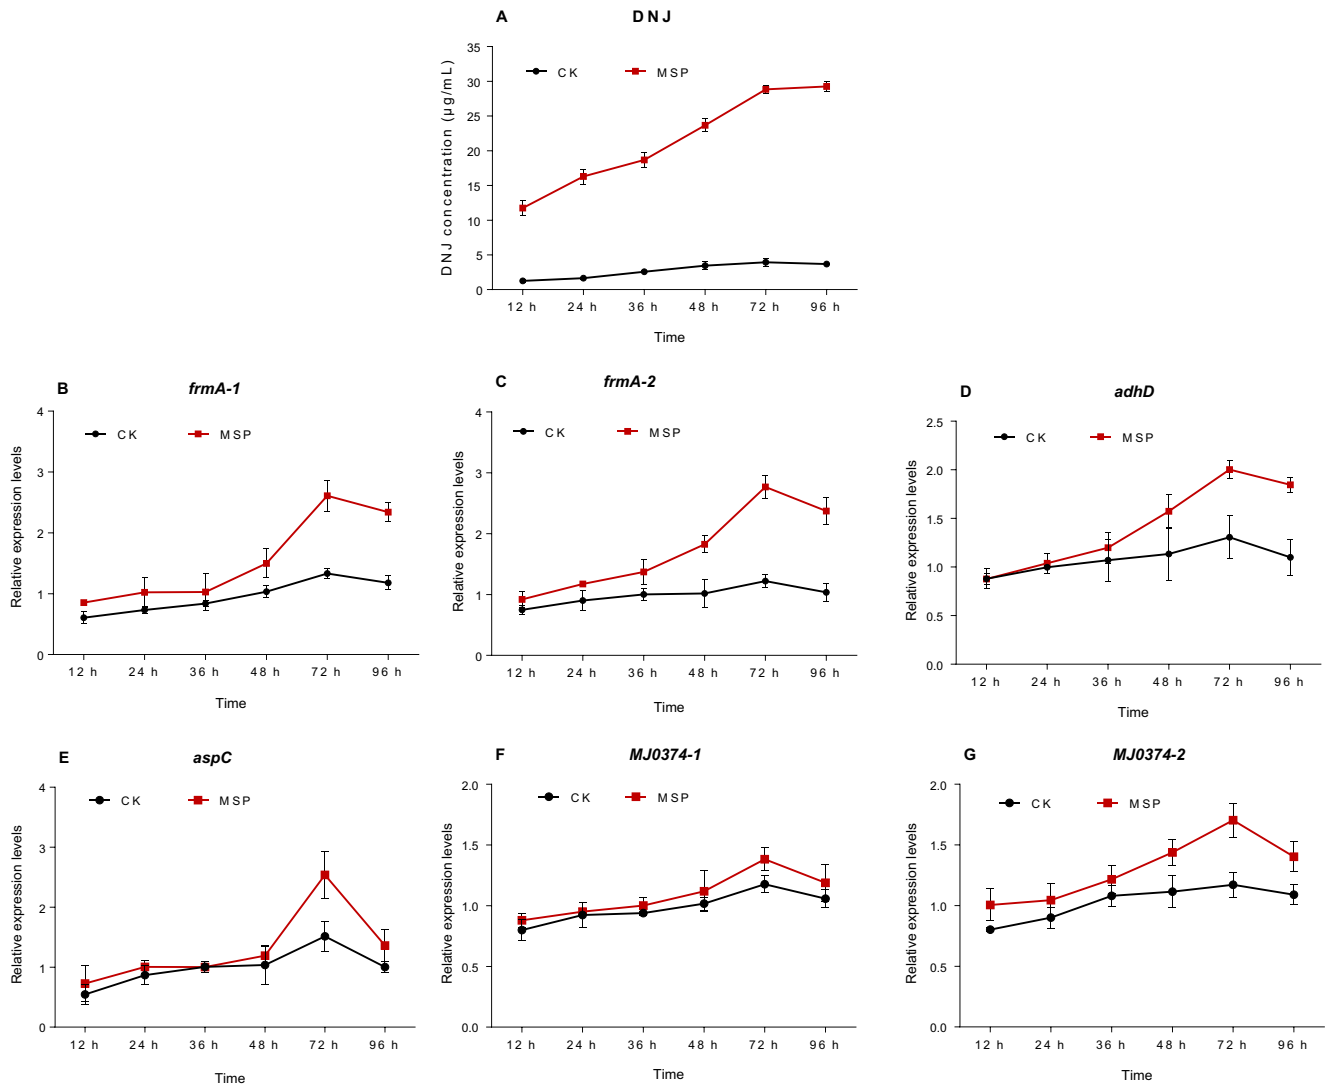 A DNJ
DNJ concentration (µg/mL)
35
30
25
20
15
10
5
0
CK MSP
12 h 24 h 36 h 48 h 72 h 96 h
Time
B frmA-1
Relative expression levels
4
3
2
1
0
CK MSP
12 h 24 h 36 h 48 h 72 h 96 h
Time
C frmA-2
Relative expression levels
4
3
2
1
0
CK MSP
12 h 24 h 36 h 48 h 72 h 96 h
Time
D adhD
Relative expression levels
2.5
2.0
1.5
1.0
0.5
0.0
CK MSP
12 h 24 h 36 h 48 h 72 h 96 h
Time
E aspC
Relative expression levels
4
3
2
1
0
CK MSP
12 h 24 h 36 h 48 h 72 h 96 h
Time
F MJ0374-1
Relative expression levels
2.0
1.5
1.0
0.5
0.0
CK MSP
12 h 24 h 36 h 48 h 72 h 96 h
Time
G MJ0374-2
Relative expression levels
2.0
1.5
1.0
0.5
0.0
CK MSP
12 h 24 h 36 h 48 h 72 h 96 h
Time